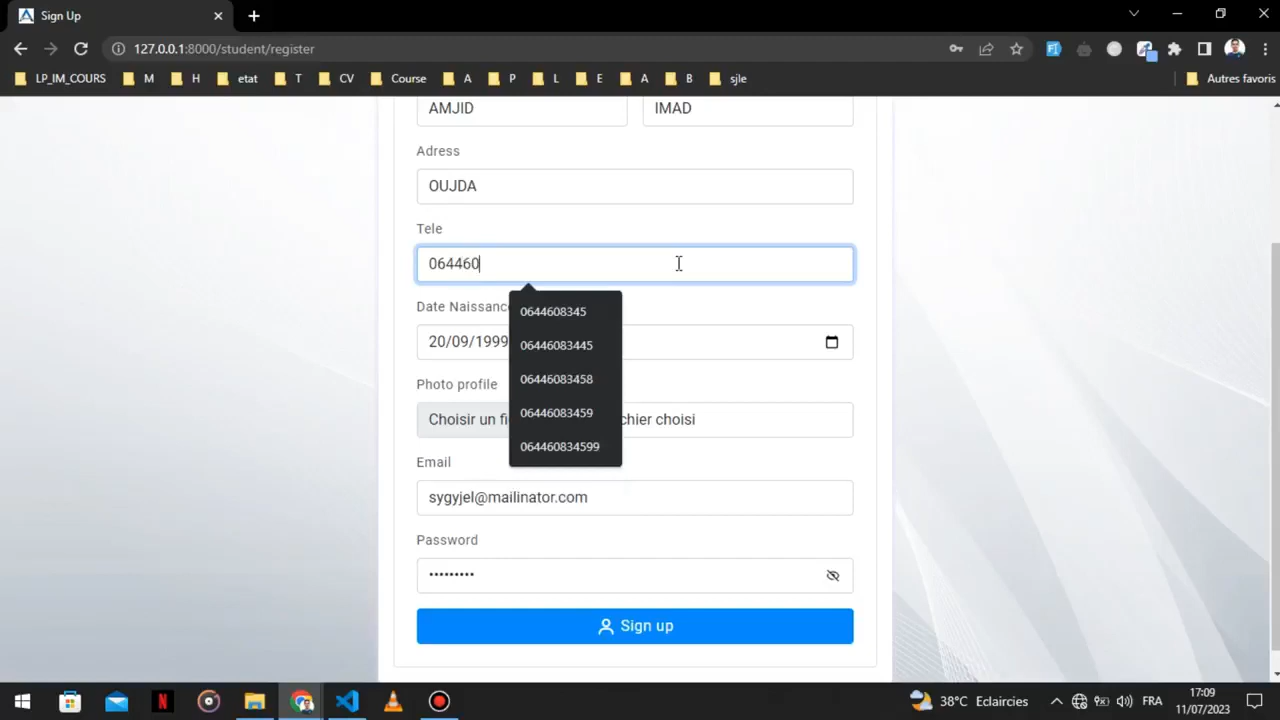 Sign Up
127.0.0.1:8000/student/register
LP_IM_COURS M H etat T CV Course A P L E A B sjle Autres favoris
AMJID IMAD
Adress
OUJDA
Tele
064460
0644608345
06446083445
06446083458
06446083459
064460834599
Date Naissance
20/09/1999
Photo profile
Choisir un fi chier choisi
Email
sygyjel@mailinator.com
Password
•••••••••
Sign up
38°C Eclaircies FRA 17:09
11/07/2023